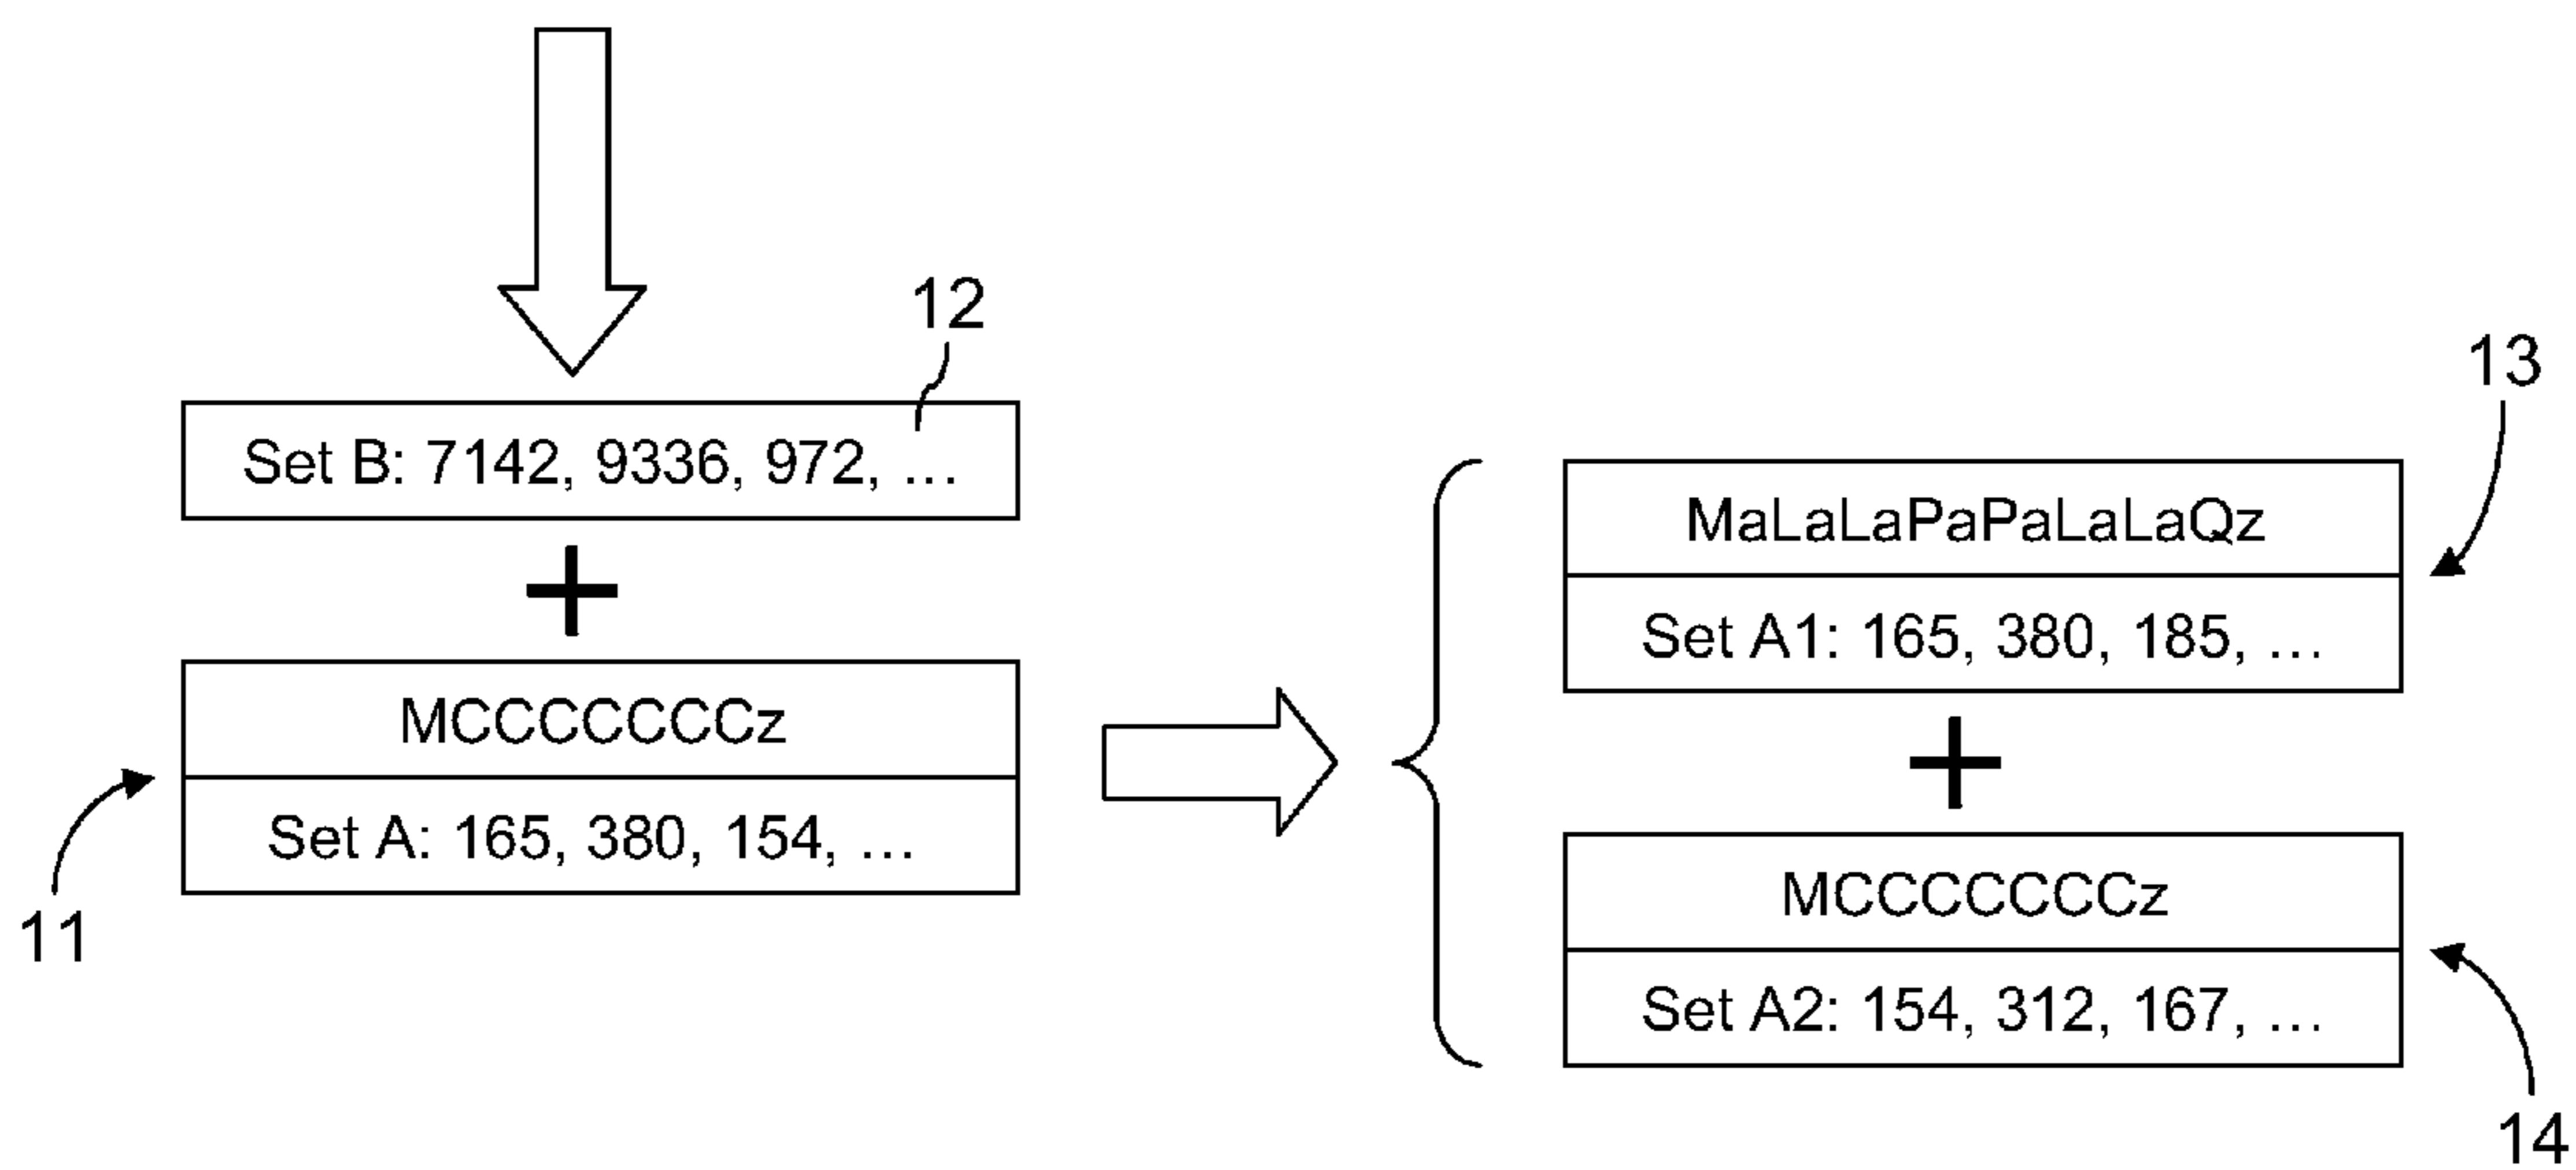 12
Set B: 7142, 9336, 972, ...
+
MCCCCCCCz
Set A: 165, 380, 154, ...
11
13
MaLaLaPaPaLaLaQz
Set A1: 165, 380, 185, ...
+
MCCCCCCCz
Set A2: 154, 312, 167, ...
14